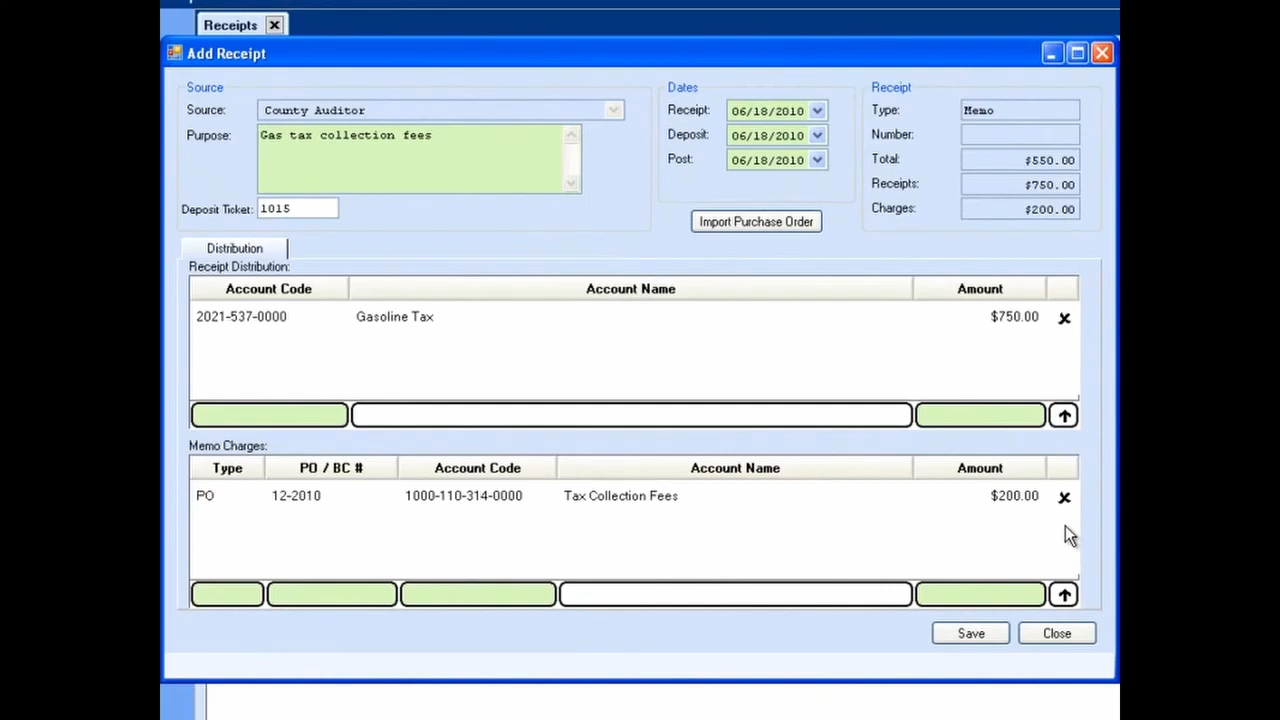 Receipts
Add Receipt
Source
Source: County Auditor
Purpose: Gas tax collection fees
Deposit Ticket: 1015
Dates
Receipt: 06/18/2010
Deposit: 06/18/2010
Post: 06/18/2010
Import Purchase Order
Receipt
Type: Memo
Number:
Total: $550.00
Receipts: $750.00
Charges: $200.00
Distribution
Receipt Distribution:
Account Code Account Name Amount
2021-537-0000 Gasoline Tax $750.00
Memo Charges:
Type PO / BC # Account Code Account Name Amount
PO 12-2010 1000-110-314-0000 Tax Collection Fees $200.00
Save Close